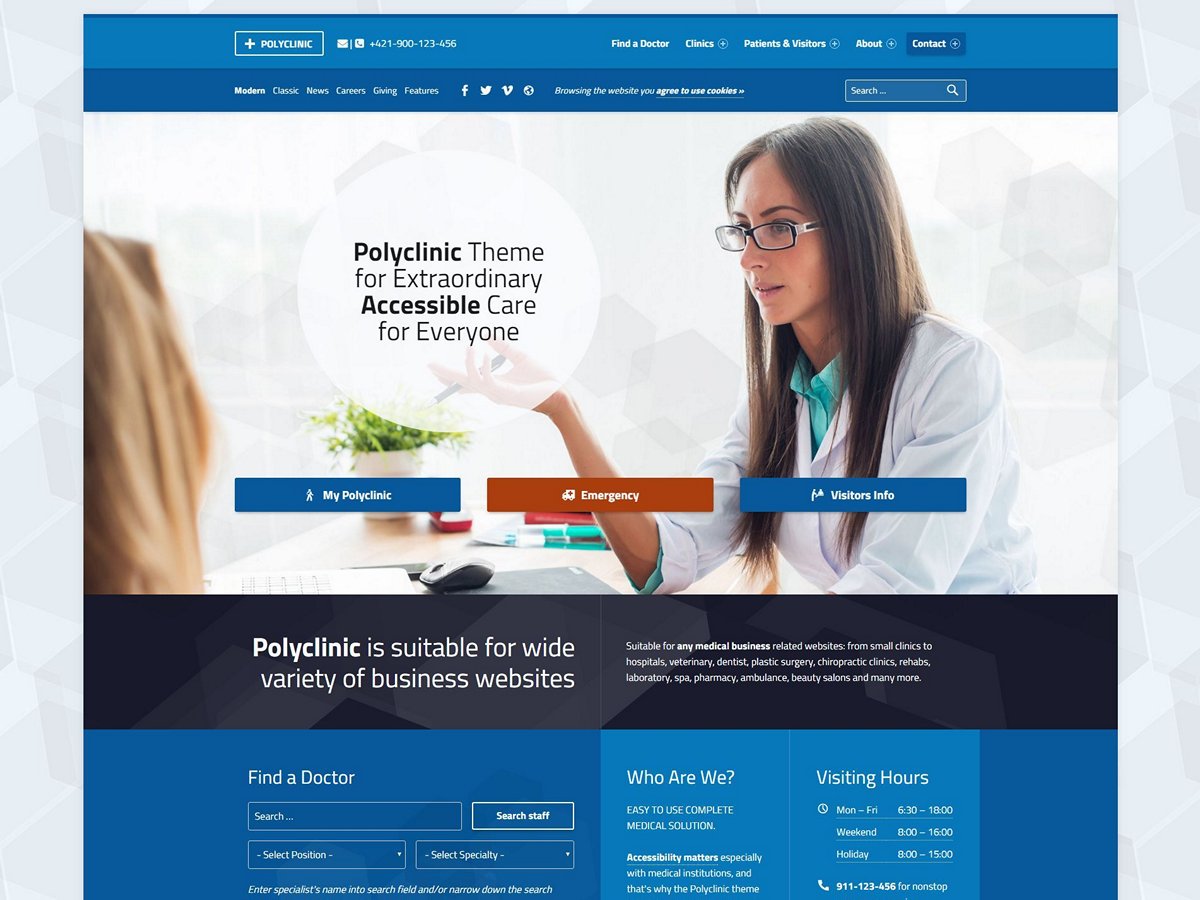 POLYCLINIC
| +421-900-123-456
Find a Doctor Clinics Patients & Visitors About Contact
Modern Classic News Careers Giving Features
Browsing the website you agree to use cookies »
Search ...
Polyclinic Theme
for Extraordinary
Accessible Care
for Everyone
My Polyclinic
Emergency
Visitors Info
Polyclinic is suitable for wide
variety of business websites
Suitable for any medical business related websites: from small clinics to
hospitals, veterinary, dentist, plastic surgery, chiropractic clinics, rehabs,
laboratory, spa, pharmacy, ambulance, beauty salons and many more.
Find a Doctor
Search ...
Search staff
- Select Position -
- Select Specialty -
Enter specialist's name into search field and/or narrow down the search
Who Are We?
EASY TO USE COMPLETE
MEDICAL SOLUTION.
Accessibility matters especially
with medical institutions, and
that's why the Polyclinic theme
Visiting Hours
Mon – Fri 6:30 – 18:00
Weekend 8:00 – 16:00
Holiday 8:00 – 15:00
911-123-456 for nonstop